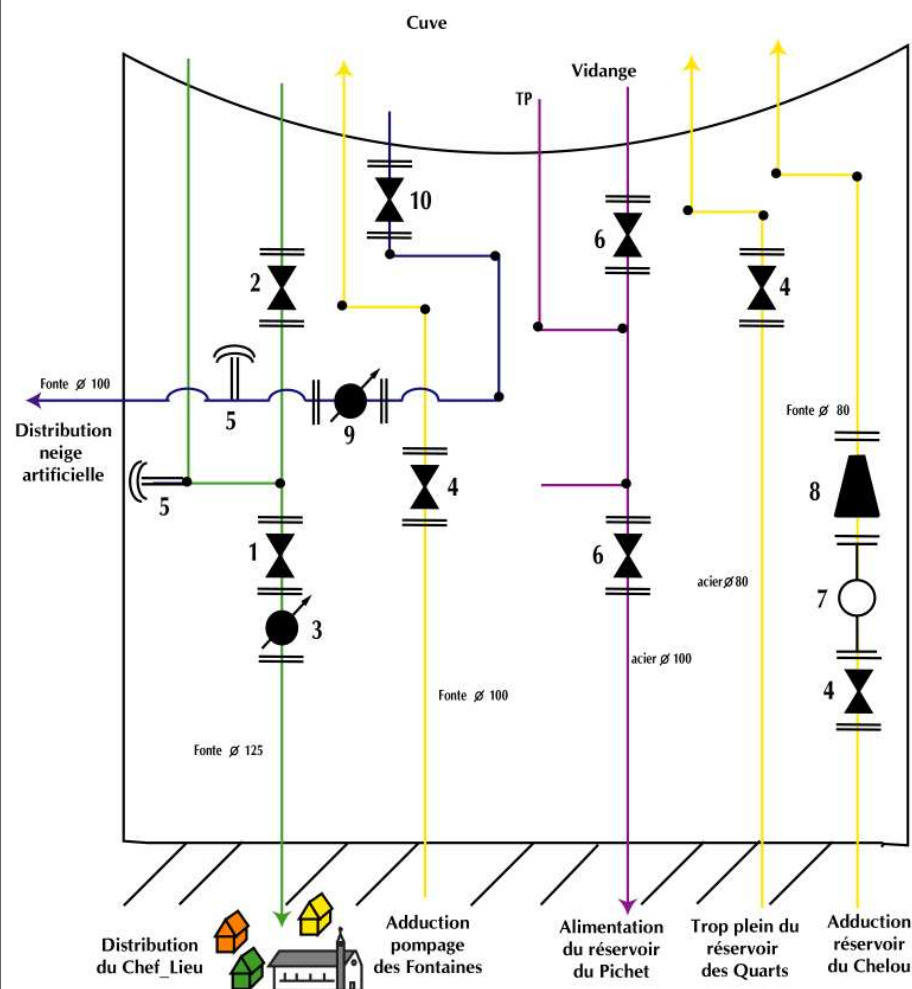 Cuve
Vidange
TP
10
6
2
4
Fonte ø 100
Fonte ø 80
Distribution
neige
artificielle
5
9
5
4
8
1
6
acier ø 80
7
3
acier ø 100
4
Fonte ø 100
Fonte ø 125
Distribution
du Chef_Lieu
Adduction
pompage
des Fontaines
Alimentation
du réservoir
du Pichet
Trop plein du
réservoir
des Quarts
Adduction
réservoir
du Chelou